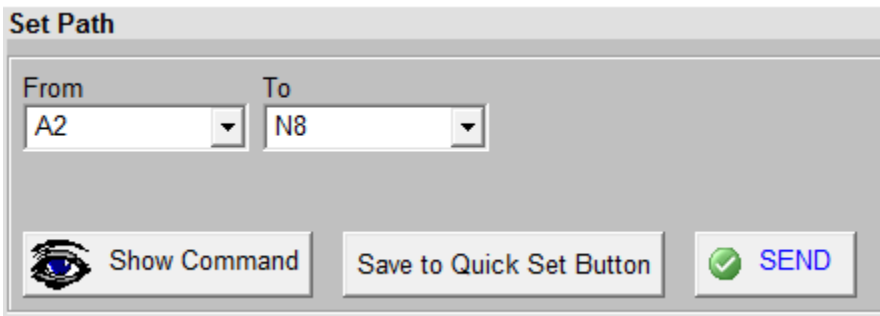 Set Path
From To
A2 N8
Show Command Save to Quick Set Button SEND